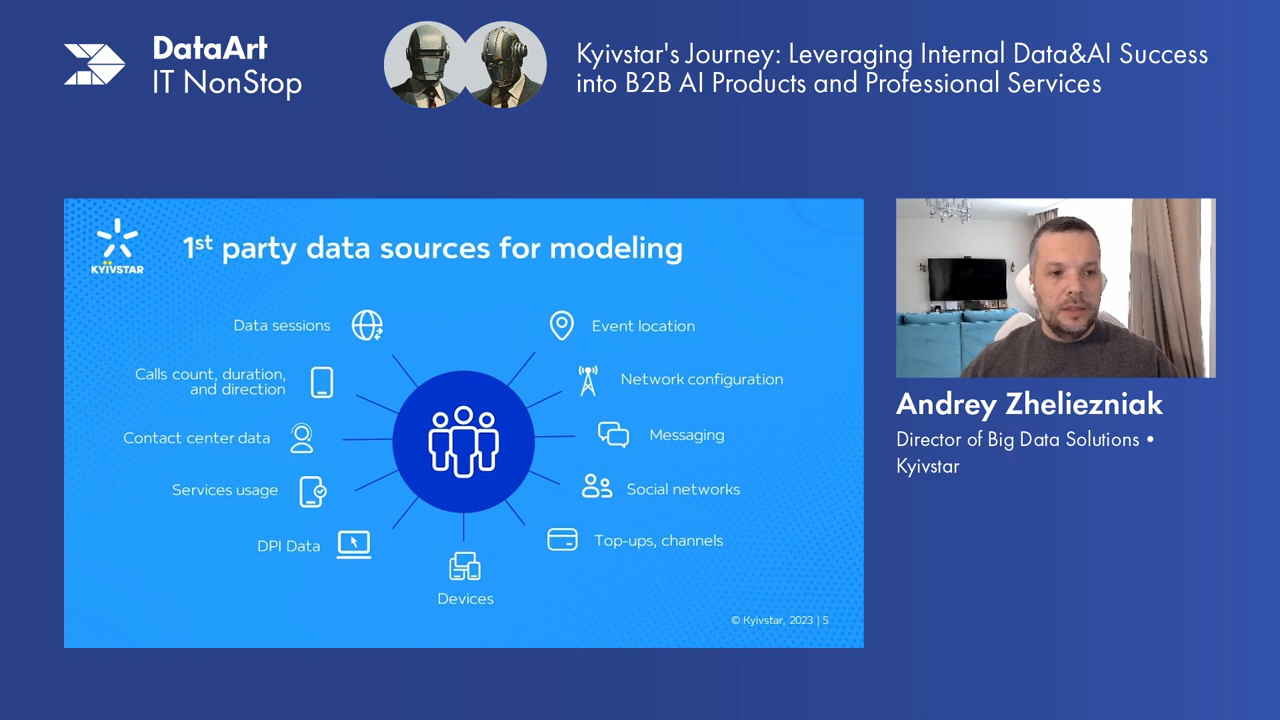 DataArt
IT NonStop
Kyivstar's Journey: Leveraging Internal Data&AI Success
into B2B AI Products and Professional Services
KYЇVSTAR
1st party data sources for modeling
Data sessions
Calls count, duration,
and direction
Contact center data
Services usage
DPI Data
Devices
Event location
Network configuration
Messaging
Social networks
Top-ups, channels
© Kyivstar, 2023 | 5
Andrey Zheliezniak
Director of Big Data Solutions •
Kyivstar